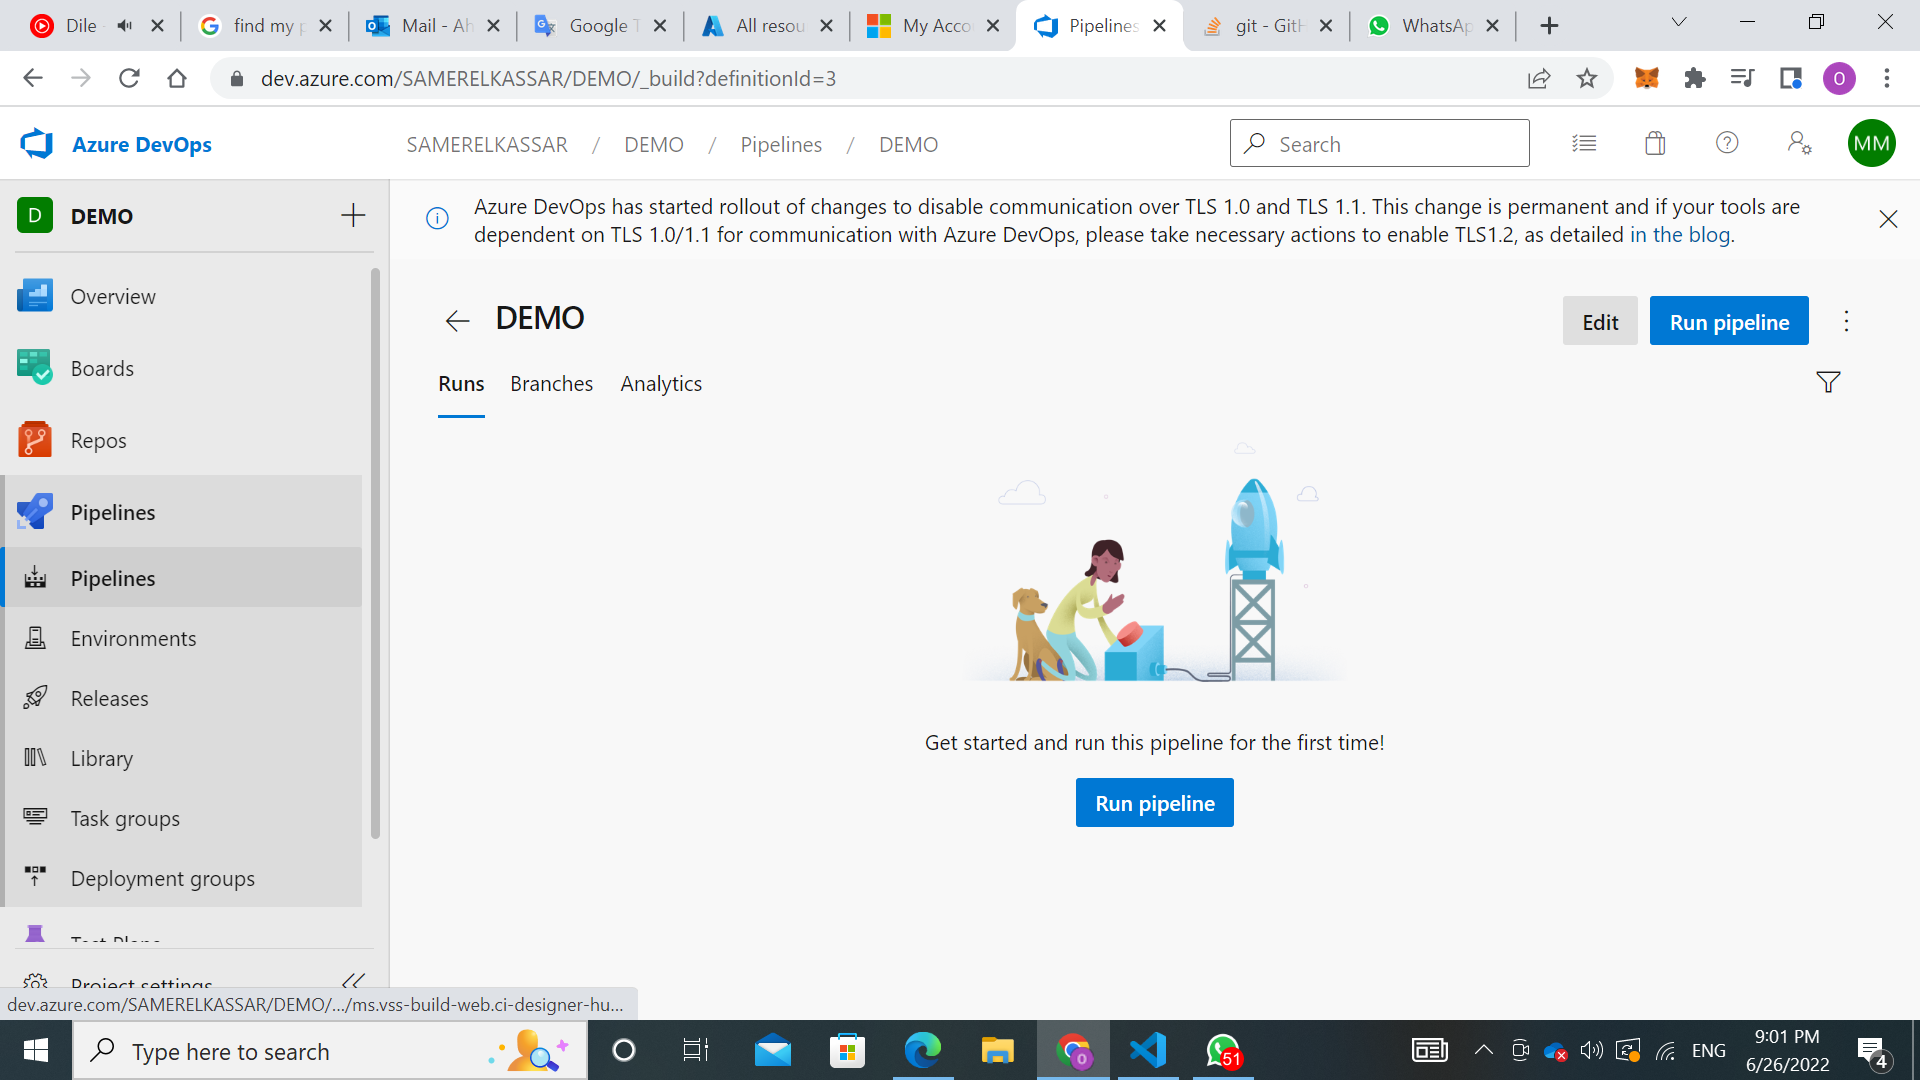 Dile
find my p
Mail - Ah
Google T
All resou
My Acco
Pipelines
git - GitH
WhatsAp
dev.azure.com/SAMERELKASSAR/DEMO/_build?definitionId=3
O
Azure DevOps
SAMERELKASSAR / DEMO / Pipelines / DEMO
Search
MM
D DEMO
Azure DevOps has started rollout of changes to disable communication over TLS 1.0 and TLS 1.1. This change is permanent and if your tools are
dependent on TLS 1.0/1.1 for communication with Azure DevOps, please take necessary actions to enable TLS1.2, as detailed in the blog.
Overview
Boards
Repos
Pipelines
Pipelines
Environments
Releases
Library
Task groups
Deployment groups
Test Plans
Project settings
DEMO
Edit
Run pipeline
Runs
Branches
Analytics
Get started and run this pipeline for the first time!
Run pipeline
dev.azure.com/SAMERELKASSAR/DEMO/.../ms.vss-build-web.ci-designer-hu...
Type here to search
O
51
ENG
9:01 PM
6/26/2022
4